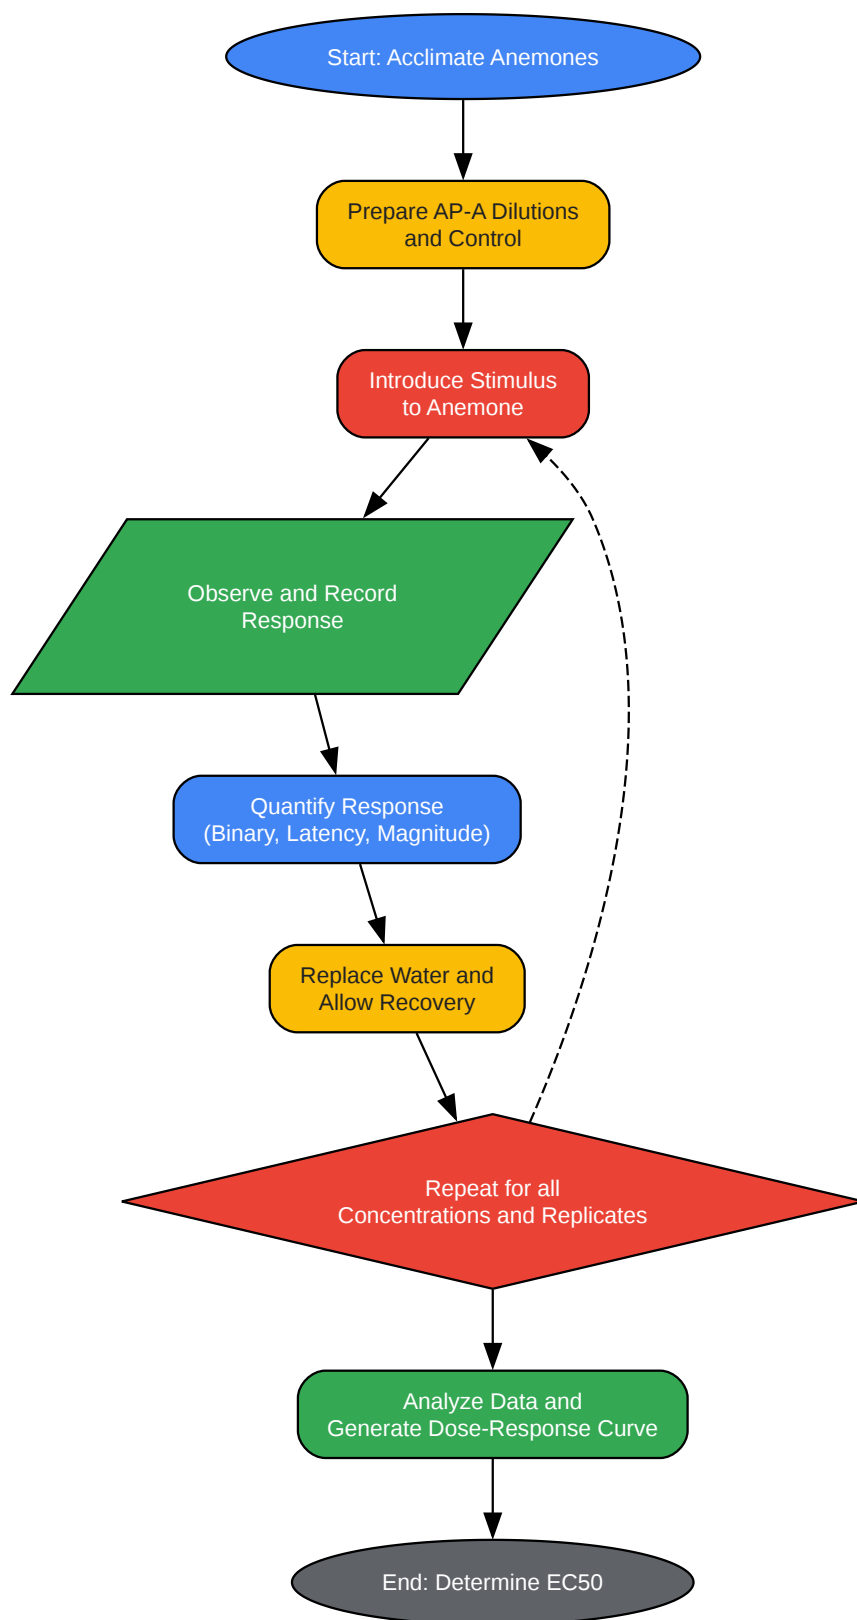 Start: Acclimate Anemones
Prepare AP-A Dilutions
and Control
Introduce Stimulus
to Anemone
Observe and Record
Response
Quantify Response
(Binary, Latency, Magnitude)
Replace Water and
Allow Recovery
Repeat for all
Concentrations and Replicates
Analyze Data and
Generate Dose-Response Curve
End: Determine EC50